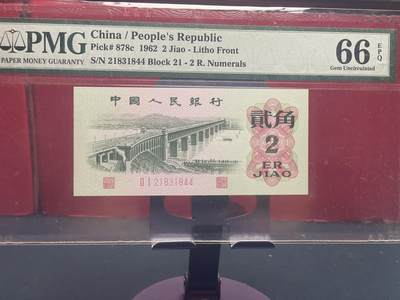 PMG
PAPER MONEY GUARANTY
China / People's Republic
Pick# 878c 1962 2 Jiao - Litho Front
S/N 21831844 Block 21 - 2 R. Numerals
66 EPQ
Gem Uncirculated
中国人民银行
贰角
2
ER
JIAO
II I 21831844